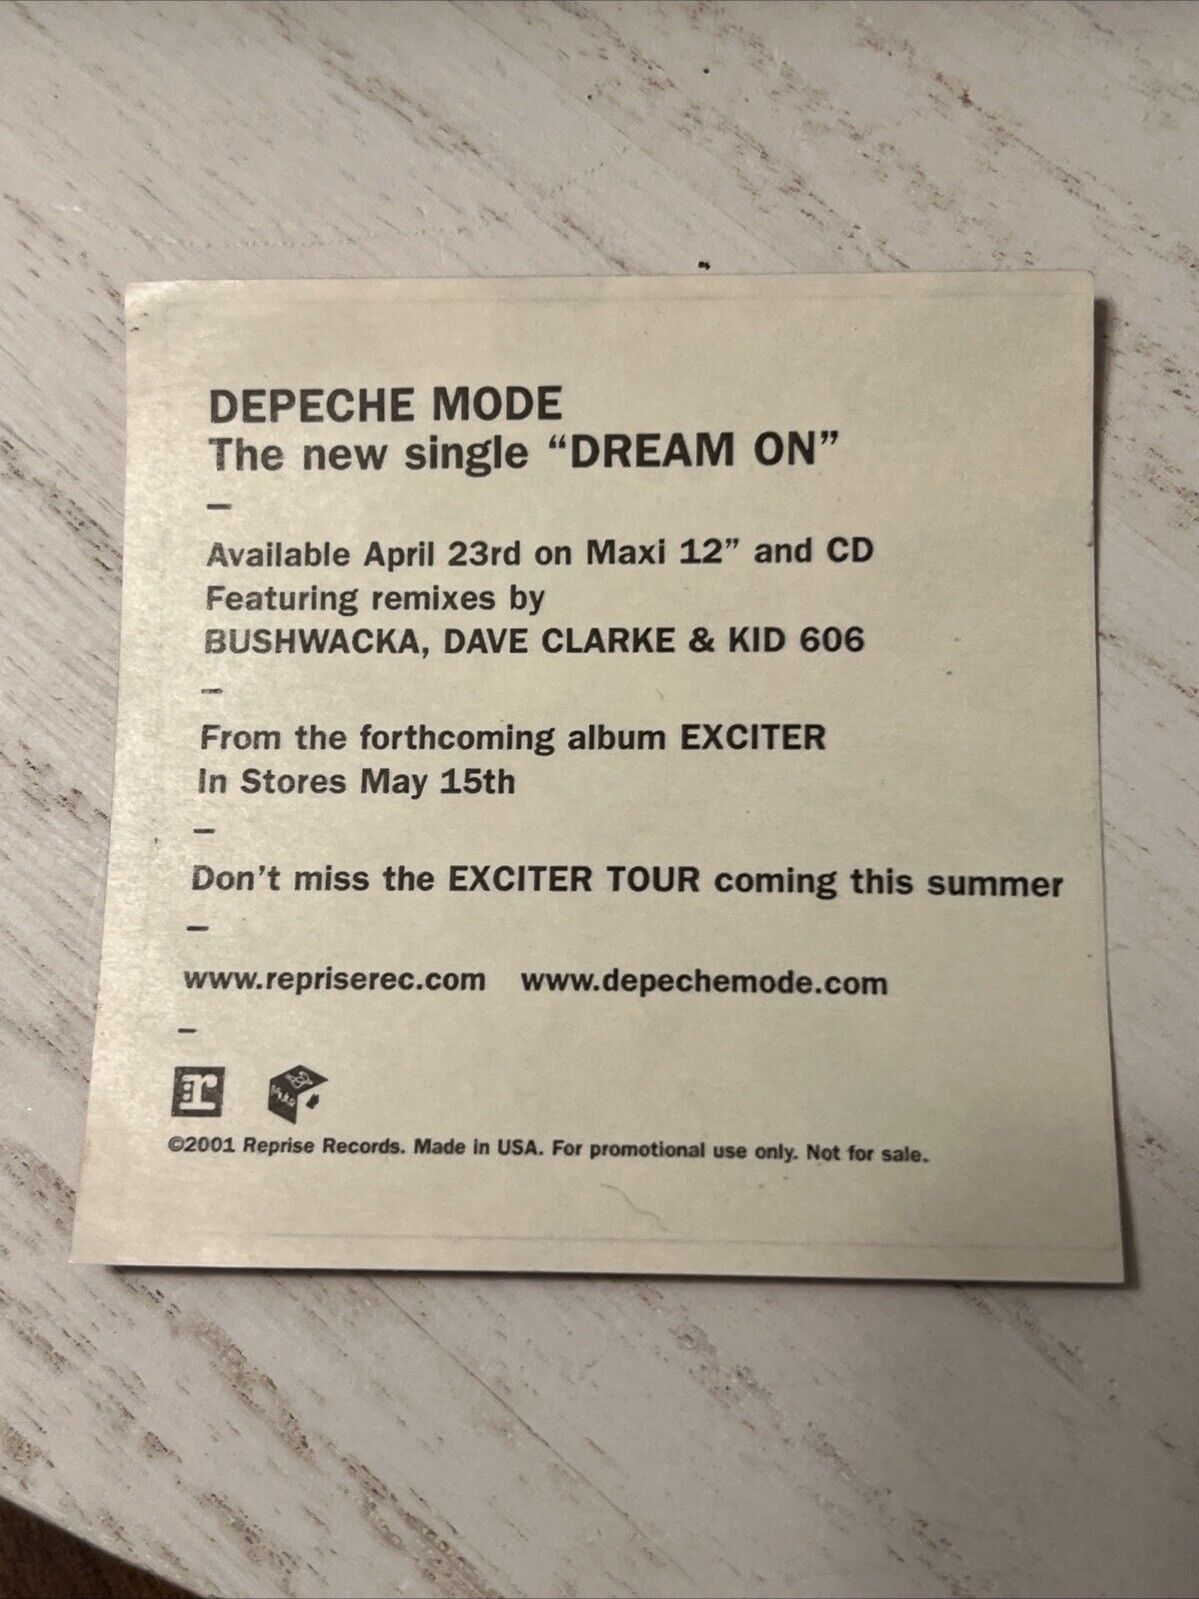 DEPECHE MODE
The new single “DREAM ON”
–
Available April 23rd on Maxi 12” and CD
Featuring remixes by
BUSHWACKA, DAVE CLARKE & KID 606
–
From the forthcoming album EXCITER
In Stores May 15th
–
Don't miss the EXCITER TOUR coming this summer
–
www.repriserec.com www.depechemode.com
–
:r
©2001 Reprise Records. Made in USA. For promotional use only. Not for sale.